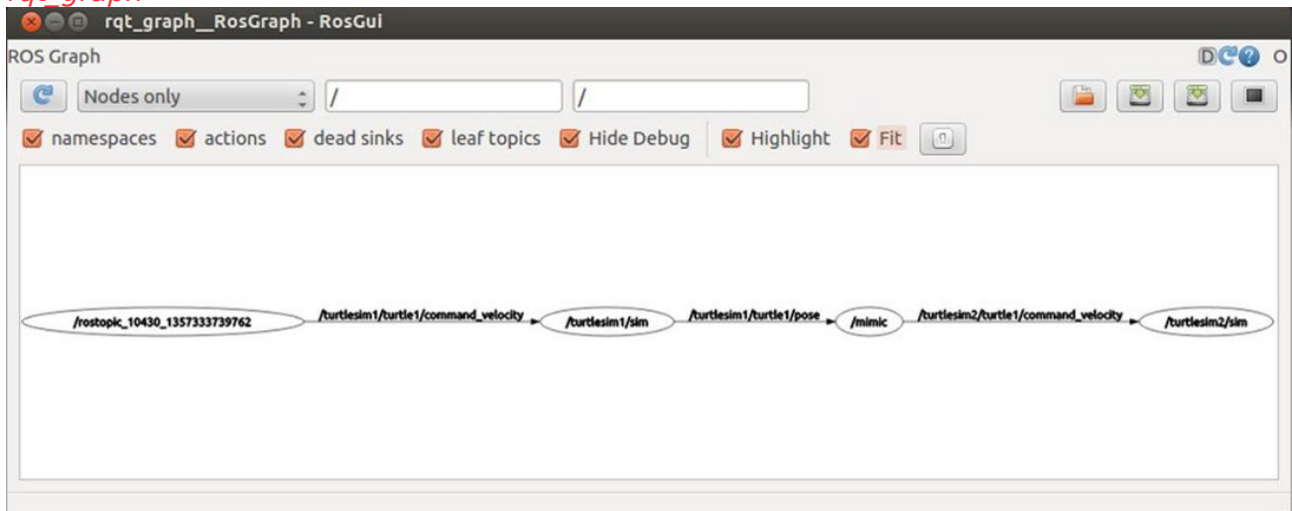 rqt_graph
rqt_graph__RosGraph - RosGui
ROS Graph
D C ? O
Nodes only / /
namespaces actions dead sinks leaf topics Hide Debug Highlight Fit
/rostopic_10430_1357333739762 /turtlesim1/turtle1/command_velocity /turtlesim1/sim /turtlesim1/turtle1/pose /mimic /turtlesim2/turtle1/command_velocity /turtlesim2/sim